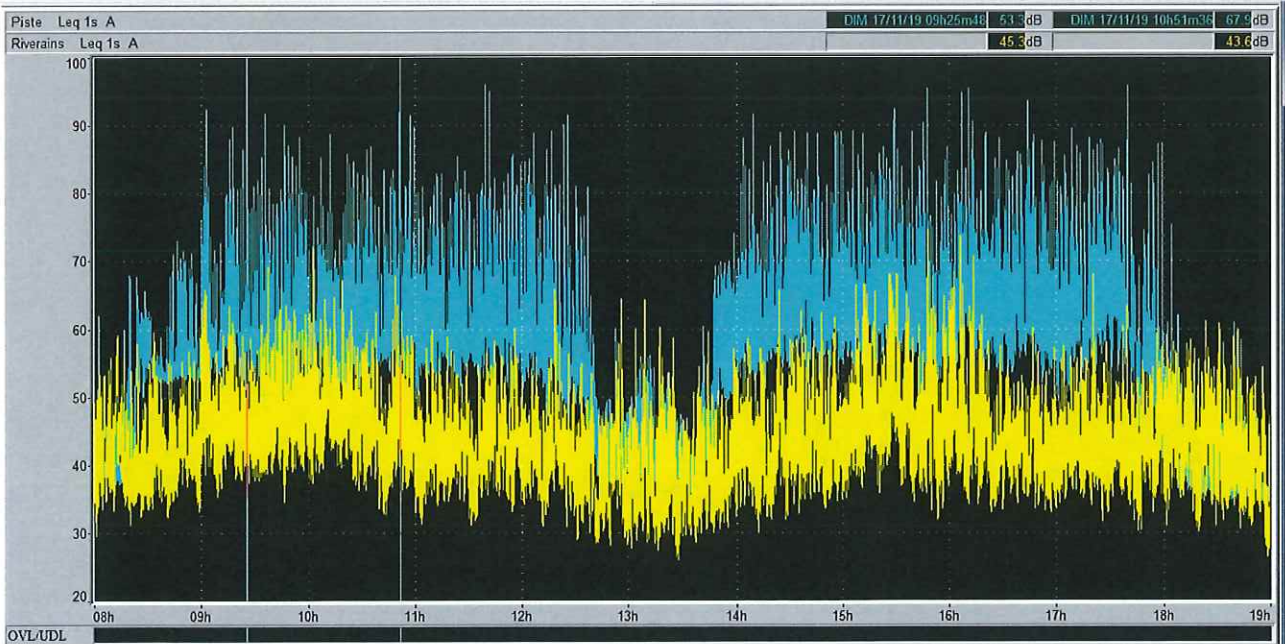 Piste Leq 1s A DIM 17/11/19 09h25m48 53.3 dB DIM 17/11/19 10h51m36 67.9 dB
Riverains Leq 1s A 45.3 dB 43.6 dB
100
90
80
70
60
50
40
30
20
08h 09h 10h 11h 12h 13h 14h 15h 16h 17h 18h 19h
OVL/UDL